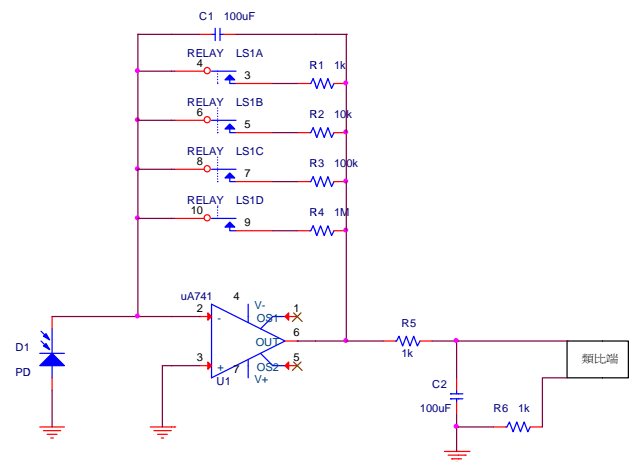 C1 100uF
RELAY LS1A
4
3
R1 1k
RELAY LS1B
6
5
R2 10k
RELAY LS1C
8
7
R3 100k
RELAY LS1D
10
9
R4 1M
uA741
4
V-
1
OS1
2
-
6
OUT
R5
1k
類比端
D1
PD
3
+
7
V+
5
OS2
U1
C2
100uF
R6 1k